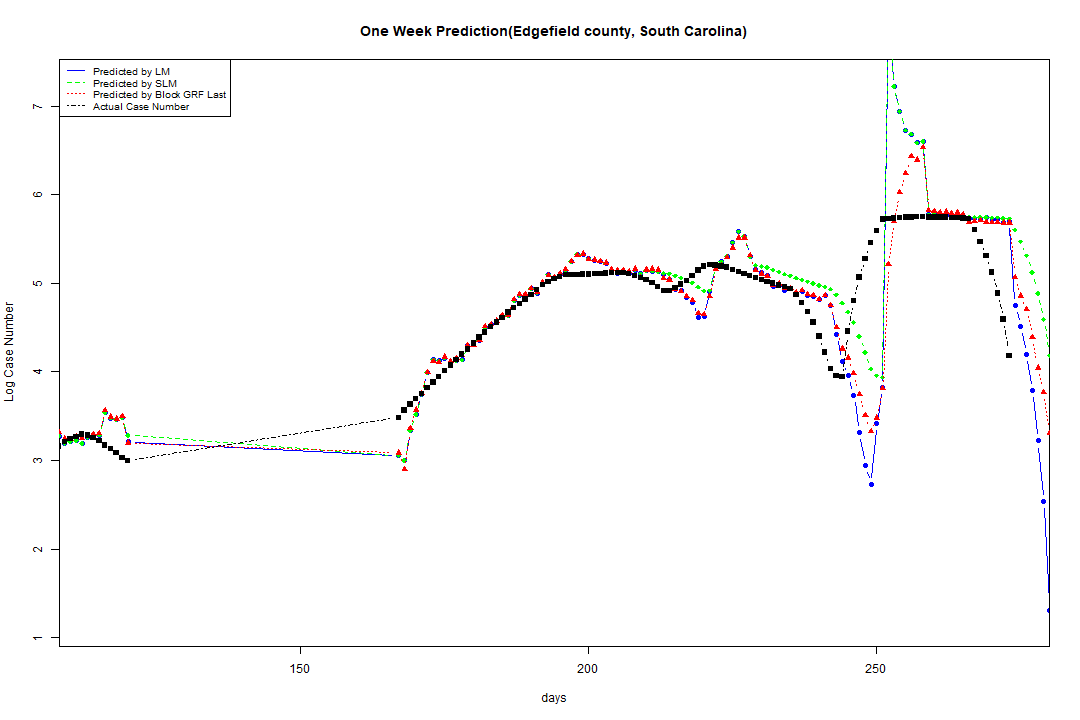 One Week Prediction(Edgefield county, South Carolina)
Predicted by LM
Predicted by SLM
Predicted by Block GRF Last
Actual Case Number
Log Case Number
7
6
5
4
3
2
1
150 200 250
days